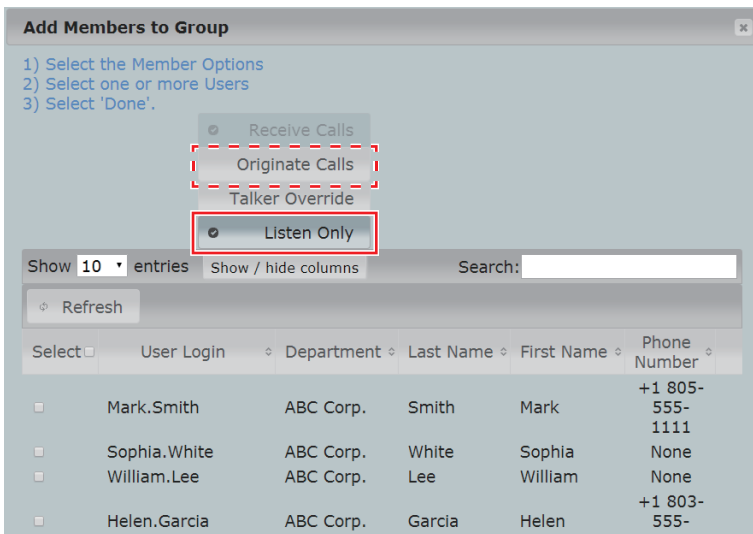 Add Members to Group
1) Select the Member Options
2) Select one or more Users
3) Select 'Done'.
Receive Calls
Originate Calls
Talker Override
Listen Only
Show 10 entries Show / hide columns Search:
Refresh
Select User Login Department Last Name First Name Phone Number
Mark.Smith ABC Corp. Smith Mark +1 805-555-1111
Sophia.White ABC Corp. White Sophia None
William.Lee ABC Corp. Lee William None
Helen.Garcia ABC Corp. Garcia Helen +1 803-555-